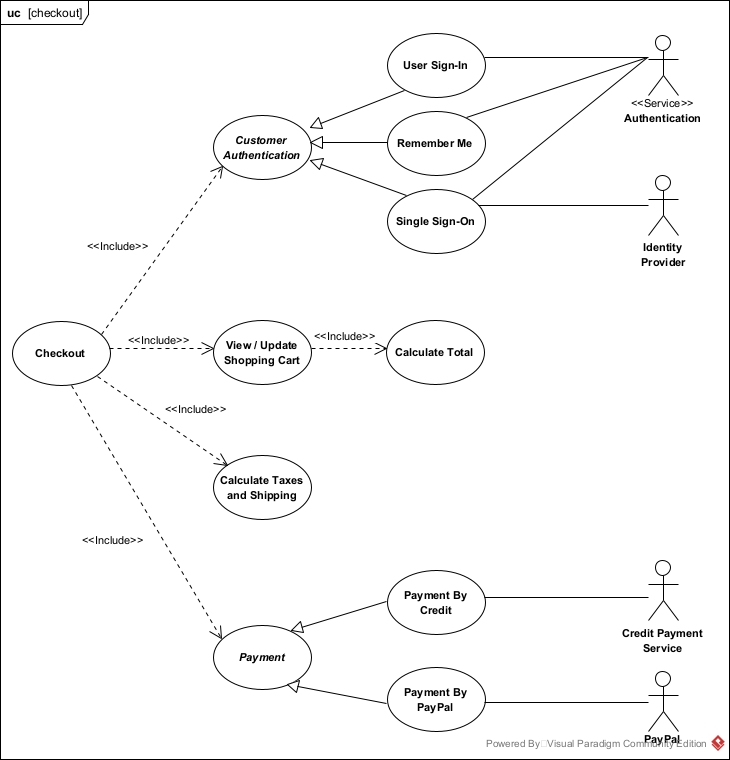 uc [checkout]
User Sign-In
<<Service>>
Authentication
Customer
Authentication
Remember Me
Single Sign-On
Identity
Provider
<<Include>>
<<Include>>
<<Include>>
Checkout
View / Update
Shopping Cart
Calculate Total
<<Include>>
Calculate Taxes
and Shipping
<<Include>>
Payment By
Credit
Credit Payment
Service
Payment
Payment By
PayPal
PayPal
Powered By Visual Paradigm Community Edition